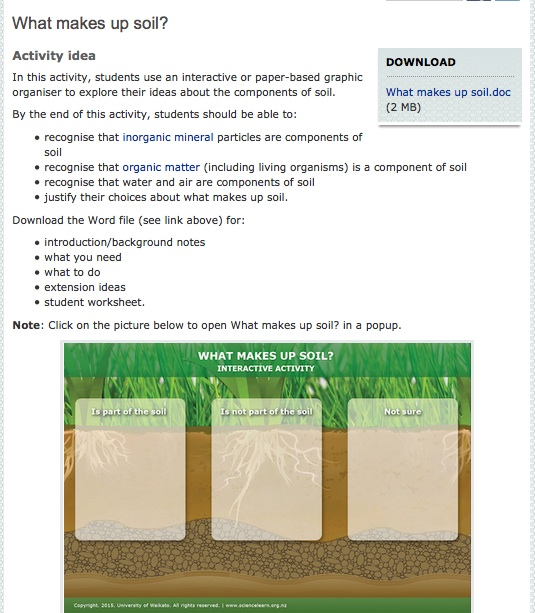 What makes up soil?
Activity idea
In this activity, students use an interactive or paper-based graphic
organiser to explore their ideas about the components of soil.
By the end of this activity, students should be able to:
• recognise that inorganic mineral particles are components of
soil
• recognise that organic matter (including living organisms) is a component of soil
• recognise that water and air are components of soil
• justify their choices about what makes up soil.
Download the Word file (see link above) for:
• introduction/background notes
• what you need
• what to do
• extension ideas
• student worksheet.
Note: Click on the picture below to open What makes up soil? in a popup.
DOWNLOAD
What makes up soil.doc
(2 MB)
WHAT MAKES UP SOIL?
INTERACTIVE ACTIVITY
Is part of the soil
Is not part of the soil
Not sure
Copyright, 2015. University of Waikato. All rights reserved. | www.sciencelearn.org.nz